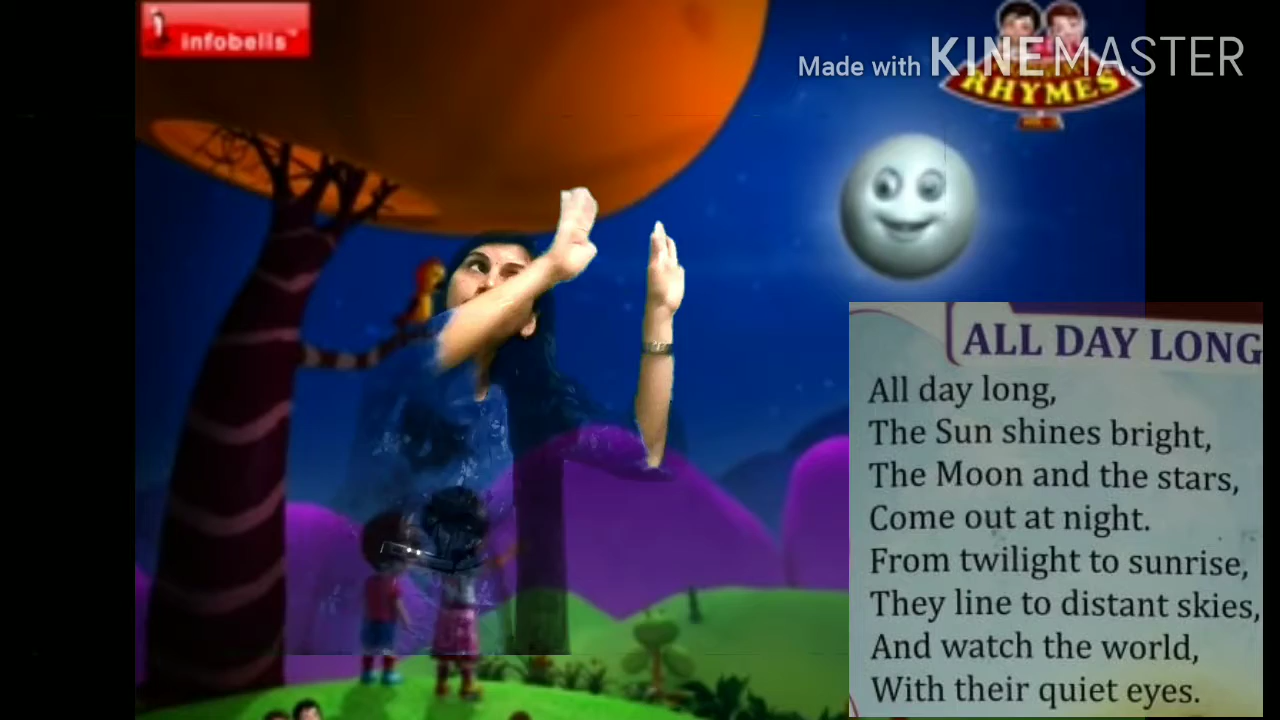 infobells™
Made with KINEMASTER
RHYMES
ALL DAY LONG
All day long,
The Sun shines bright,
The Moon and the stars,
Come out at night.
From twilight to sunrise,
They line to distant skies,
And watch the world,
With their quiet eyes.